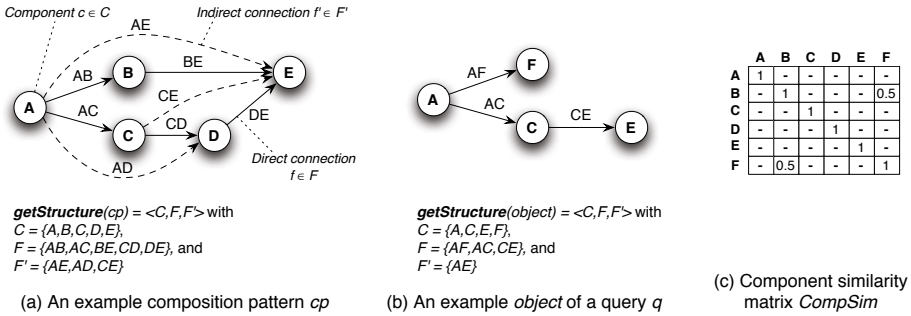 Component c ∈ C
Indirect connection f' ∈ F'
AE
AB
B
BE
E
A
AC
CE
C
CD
D
DE
AD
Direct connection
f ∈ F
getStructure(cp) = <C,F,F'> with
C = {A,B,C,D,E},
F = {AB,AC,BE,CD,DE}, and
F' = {AE,AD,CE}
(a) An example composition pattern cp
A
AF
F
AC
C
CE
E
getStructure(object) = <C,F,F'> with
C = {A,C,E,F},
F = {AF,AC,CE}, and
F' = {AE}
(b) An example object of a query q
A B C D E F
A 1 - - - - -
B - 1 - - - 0.5
C - - 1 - - -
D - - - 1 - -
E - - - - 1 -
F - 0.5 - - - 1
(c) Component similarity
matrix CompSim